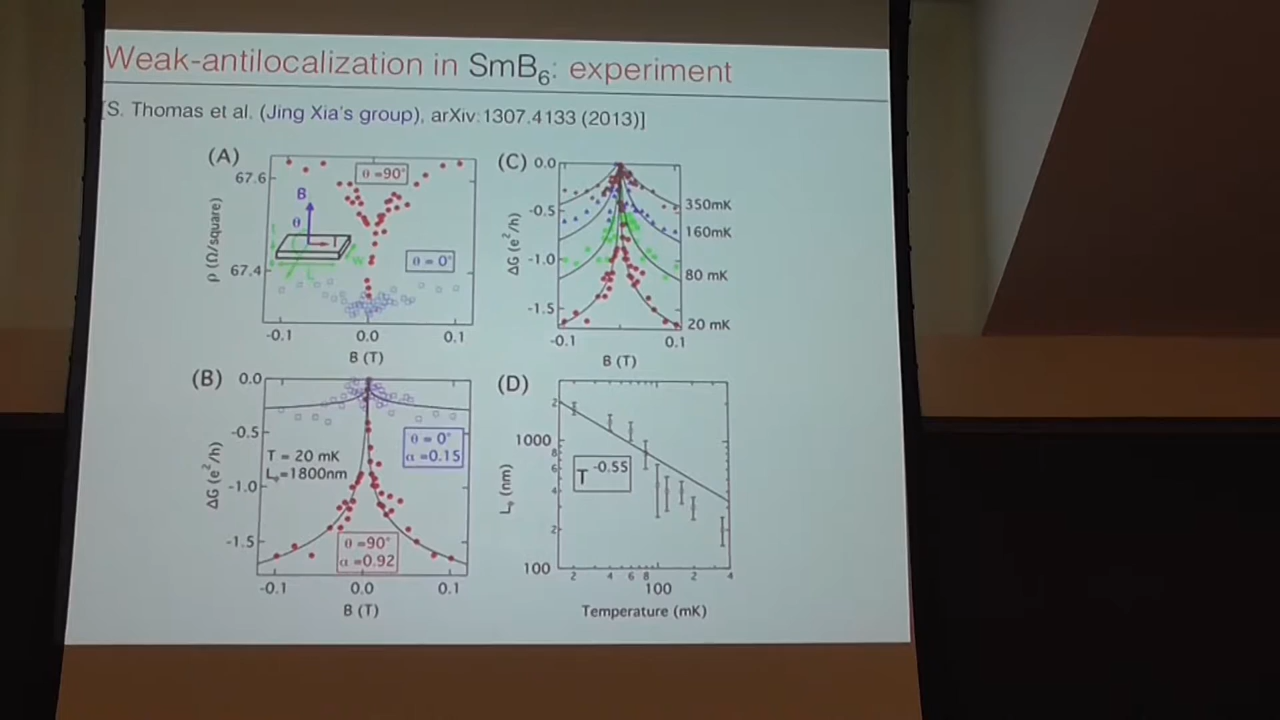 Weak-antilocalization in SmB6: experiment
[S. Thomas et al. (Jing Xia's group), arXiv:1307.4133 (2013)]
(A)
67.6
67.4
ρ (Ω/square)
θ =90°
θ = 0°
B
θ
I
-0.1 0.0 0.1
B (T)
(C)
0.0
-0.5
-1.0
-1.5
ΔG (e²/h)
350mK
160mK
80 mK
20 mK
-0.1 0.1
B (T)
(B)
0.0
-0.5
-1.0
-1.5
ΔG (e²/h)
T = 20 mK
Lφ=1800nm
θ = 0°
α =0.15
θ =90°
α =0.92
-0.1 0.0 0.1
B (T)
(D)
2
1000
8
6
4
2
100
Lφ (nm)
T-0.55
2 4 6 8 2 4
100
Temperature (mK)